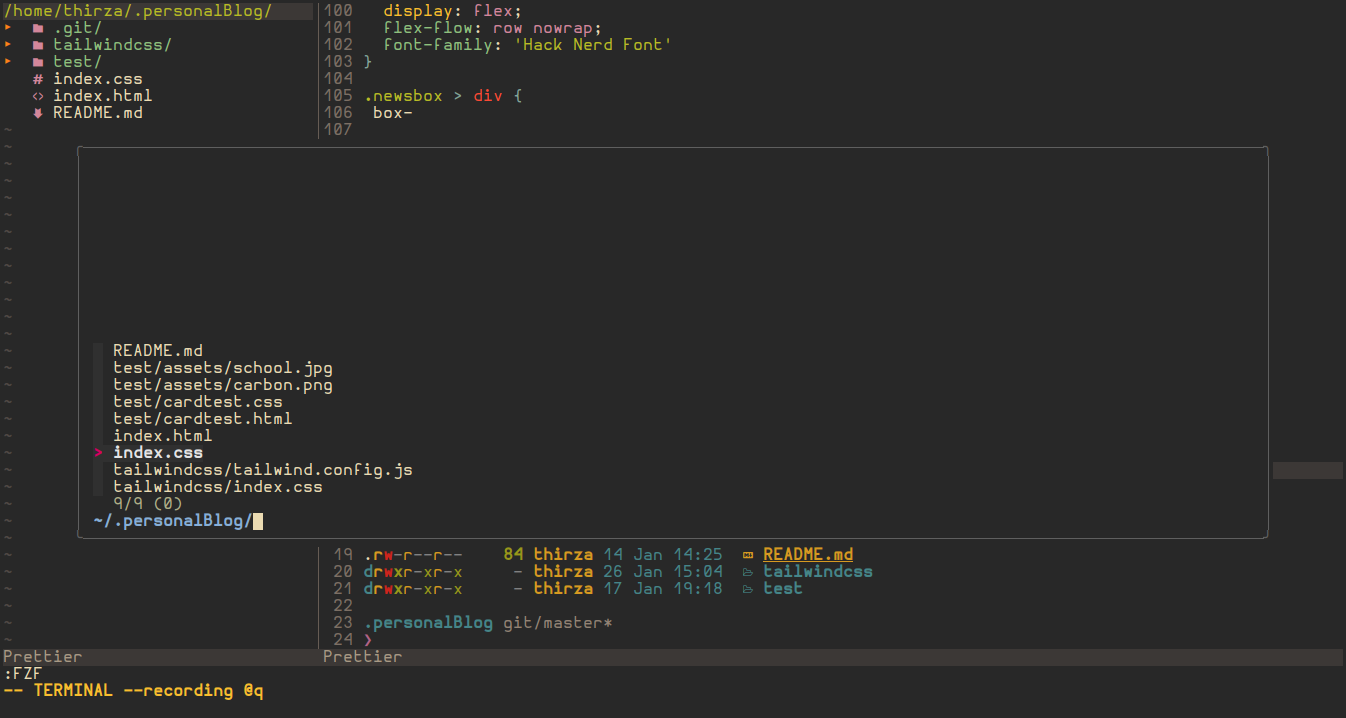 /home/thirza/.personalBlog/
▸ .git/
▸ tailwindcss/
▸ test/
# index.css
<> index.html
README.md
100 display: flex;
101 flex-flow: row nowrap;
102 font-family: 'Hack Nerd Font'
103 }
104
105 .newsbox > div {
106 box-
107
README.md
test/assets/school.jpg
test/assets/carbon.png
test/cardtest.css
test/cardtest.html
index.html
> index.css
tailwindcss/tailwind.config.js
tailwindcss/index.css
9/9 (0)
~/.personalBlog/
19 .rw-r--r-- 84 thirza 14 Jan 14:25 README.md
20 drwxr-xr-x - thirza 26 Jan 15:04 tailwindcss
21 drwxr-xr-x - thirza 17 Jan 19:18 test
22
23 .personalBlog git/master*
24 ❯
Prettier Prettier
:FZF
-- TERMINAL --recording @q